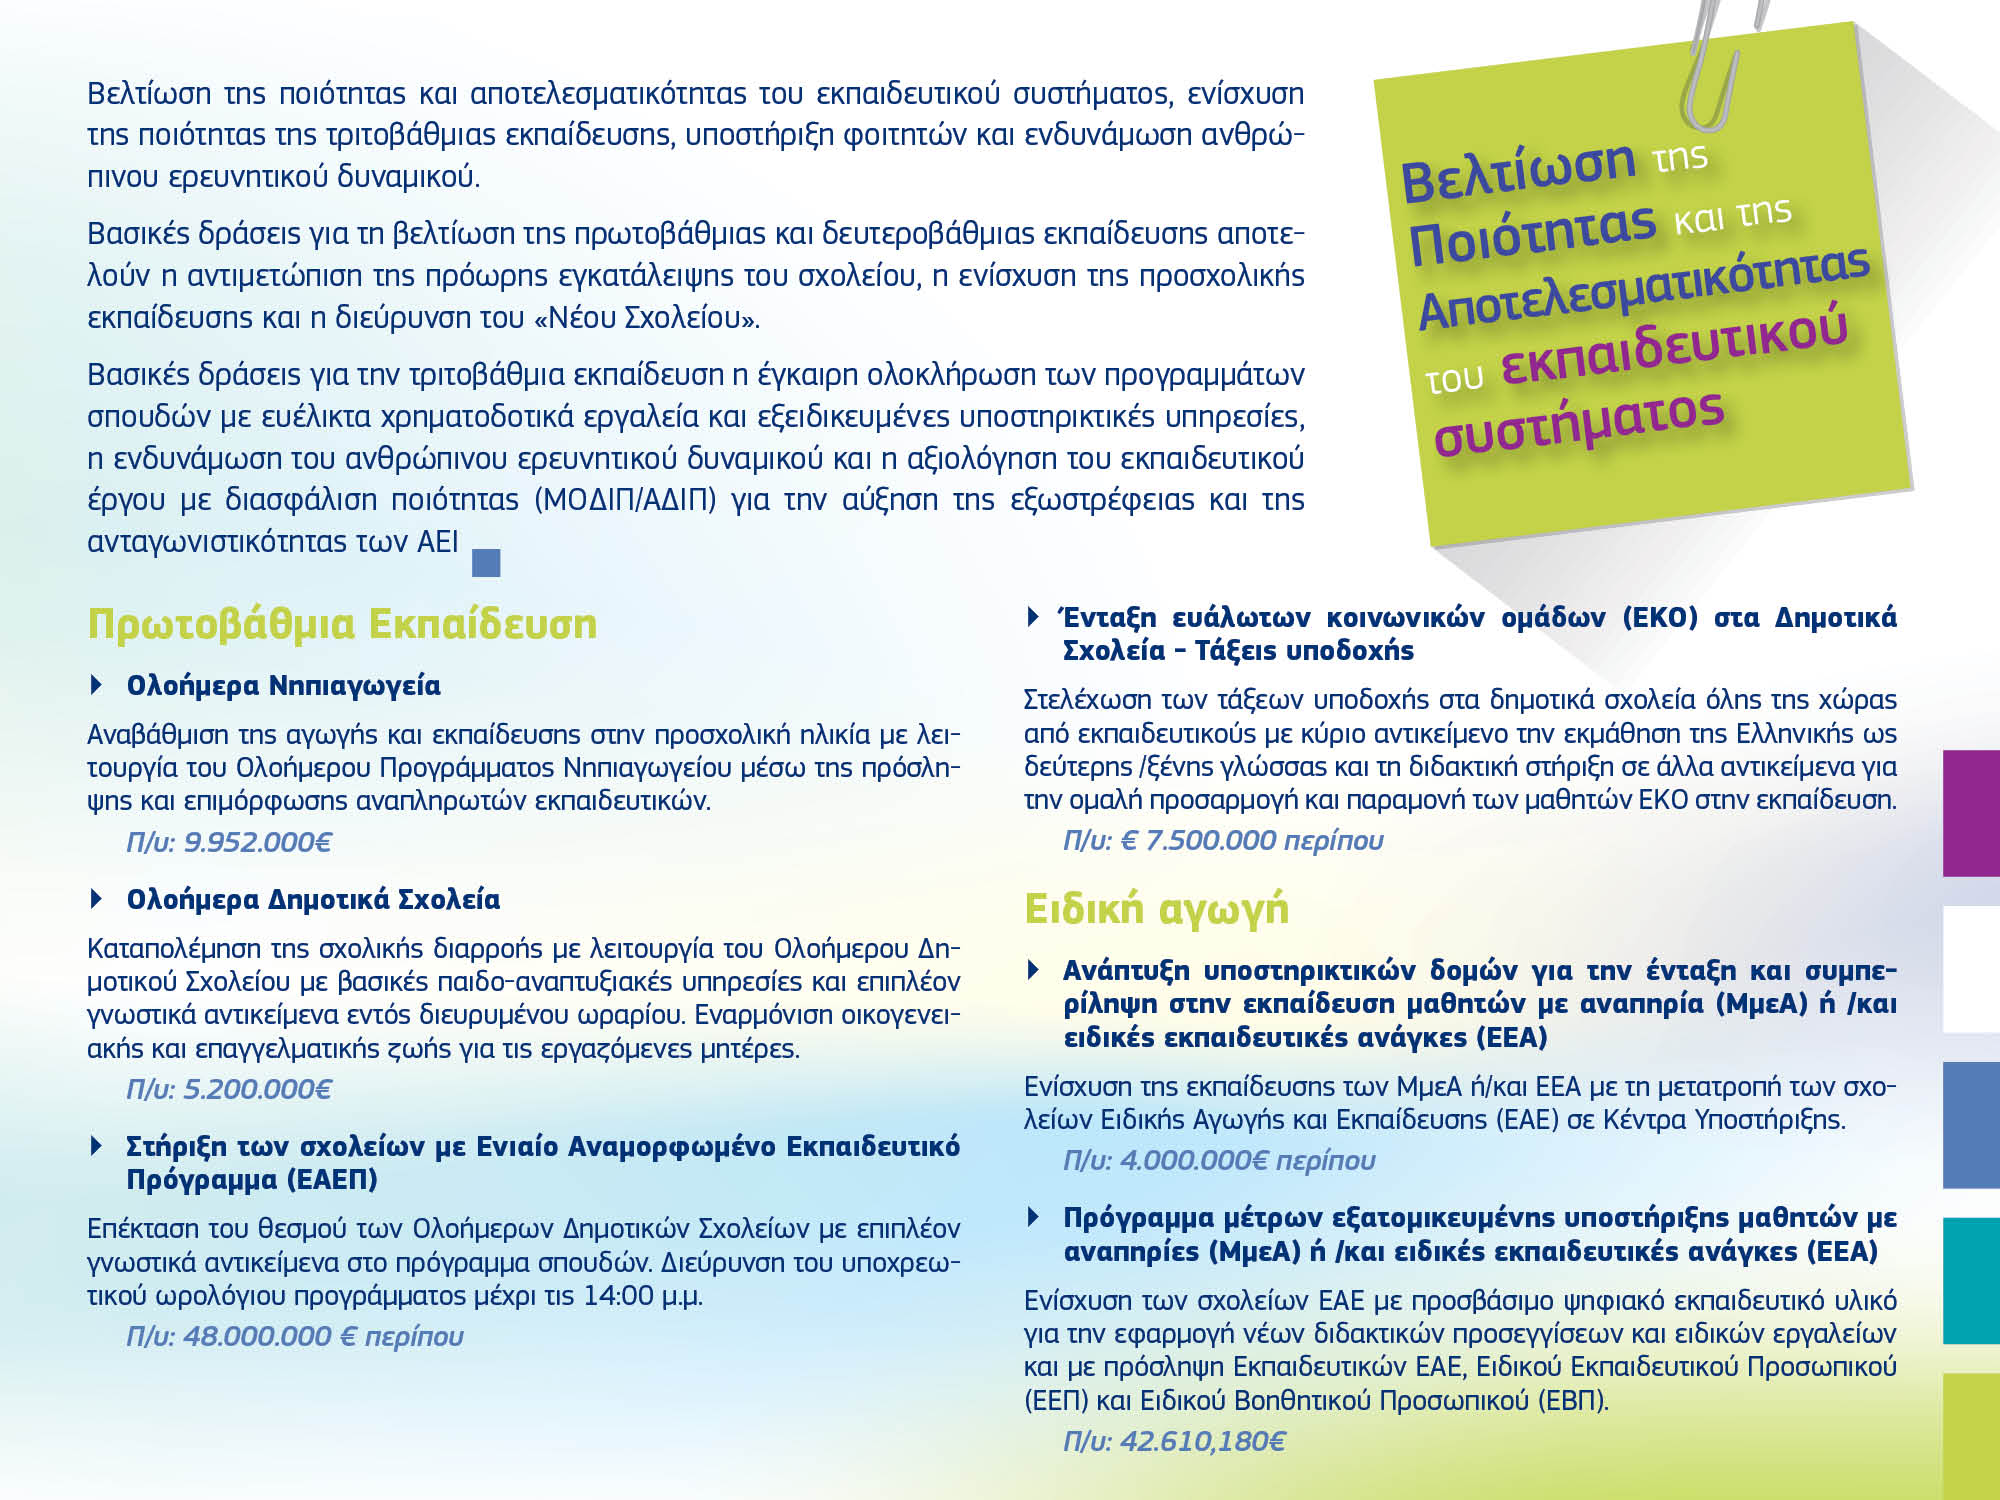 Βελτίωση της ποιότητας και αποτελεσματικότητας του εκπαιδευτικού συστήματος, ενίσχυση
της ποιότητας της τριτοβάθμιας εκπαίδευσης, υποστήριξη φοιτητών και ενδυνάμωση ανθρώ-
πινου ερευνητικού δυναμικού.
Βασικές δράσεις για τη βελτίωση της πρωτοβάθμιας και δευτεροβάθμιας εκπαίδευσης αποτε-
λούν η αντιμετώπιση της πρόωρης εγκατάλειψης του σχολείου, η ενίσχυση της προσχολικής
εκπαίδευσης και η διεύρυνση του «Νέου Σχολείου».
Βασικές δράσεις για την τριτοβάθμια εκπαίδευση η έγκαιρη ολοκλήρωση των προγραμμάτων
σπουδών με ευέλικτα χρηματοδοτικά εργαλεία και εξειδικευμένες υποστηρικτικές υπηρεσίες,
η ενδυνάμωση του ανθρώπινου ερευνητικού δυναμικού και η αξιολόγηση του εκπαιδευτικού
έργου με διασφάλιση ποιότητας (ΜΟΔΙΠ/ΑΔΙΠ) για την αύξηση της εξωστρέφειας και της
ανταγωνιστικότητας των ΑΕΙ
Βελτίωση της
Ποιότητας και της
Αποτελεσματικότητας
του εκπαιδευτικού
συστήματος
Πρωτοβάθμια Εκπαίδευση
Ολοήμερα Νηπιαγωγεία
Αναβάθμιση της αγωγής και εκπαίδευσης στην προσχολική ηλικία με λει-
τουργία του Ολοήμερου Προγράμματος Νηπιαγωγείου μέσω της πρόσλη-
ψης και επιμόρφωσης αναπληρωτών εκπαιδευτικών.
Π/υ: 9.952.000€
Ολοήμερα Δημοτικά Σχολεία
Καταπολέμηση της σχολικής διαρροής με λειτουργία του Ολοήμερου Δη-
μοτικού Σχολείου με βασικές παιδο-αναπτυξιακές υπηρεσίες και επιπλέον
γνωστικά αντικείμενα εντός διευρυμένου ωραρίου. Εναρμόνιση οικογενει-
ακής και επαγγελματικής ζωής για τις εργαζόμενες μητέρες.
Π/υ: 5.200.000€
Στήριξη των σχολείων με Ενιαίο Αναμορφωμένο Εκπαιδευτικό
Πρόγραμμα (ΕΑΕΠ)
Επέκταση του θεσμού των Ολοήμερων Δημοτικών Σχολείων με επιπλέον
γνωστικά αντικείμενα στο πρόγραμμα σπουδών. Διεύρυνση του υποχρεω-
τικού ωρολόγιου προγράμματος μέχρι τις 14:00 μ.μ.
Π/υ: 48.000.000 € περίπου
Ένταξη ευάλωτων κοινωνικών ομάδων (ΕΚΟ) στα Δημοτικά
Σχολεία - Τάξεις υποδοχής
Στελέχωση των τάξεων υποδοχής στα δημοτικά σχολεία όλης της χώρας
από εκπαιδευτικούς με κύριο αντικείμενο την εκμάθηση της Ελληνικής ως
δεύτερης /ξένης γλώσσας και τη διδακτική στήριξη σε άλλα αντικείμενα για
την ομαλή προσαρμογή και παραμονή των μαθητών ΕΚΟ στην εκπαίδευση.
Π/υ: € 7.500.000 περίπου
Ειδική αγωγή
Ανάπτυξη υποστηρικτικών δομών για την ένταξη και συμπε-
ρίληψη στην εκπαίδευση μαθητών με αναπηρία (ΜμεΑ) ή /και
ειδικές εκπαιδευτικές ανάγκες (ΕΕΑ)
Ενίσχυση της εκπαίδευσης των ΜμεΑ ή/και ΕΕΑ με τη μετατροπή των σχο-
λείων Ειδικής Αγωγής και Εκπαίδευσης (ΕΑΕ) σε Κέντρα Υποστήριξης.
Π/υ: 4.000.000€ περίπου
Πρόγραμμα μέτρων εξατομικευμένης υποστήριξης μαθητών με
αναπηρίες (ΜμεΑ) ή /και ειδικές εκπαιδευτικές ανάγκες (ΕΕΑ)
Ενίσχυση των σχολείων ΕΑΕ με προσβάσιμο ψηφιακό εκπαιδευτικό υλικό
για την εφαρμογή νέων διδακτικών προσεγγίσεων και ειδικών εργαλείων
και με πρόσληψη Εκπαιδευτικών ΕΑΕ, Ειδικού Εκπαιδευτικού Προσωπικού
(ΕΕΠ) και Ειδικού Βοηθητικού Προσωπικού (ΕΒΠ).
Π/υ: 42.610,180€